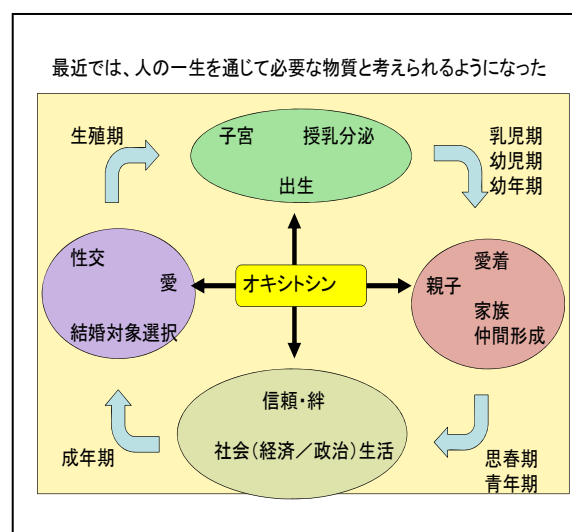 最近では、人の一生を通じて必要な物質と考えられるようになった
生殖期
子宮 授乳分泌
出生
乳児期
幼児期
幼年期
性交
愛
結婚対象選択
オキシトシン
愛着
親子
家族
仲間形成
信頼・絆
社会(経済/政治)生活
成年期
思春期
青年期